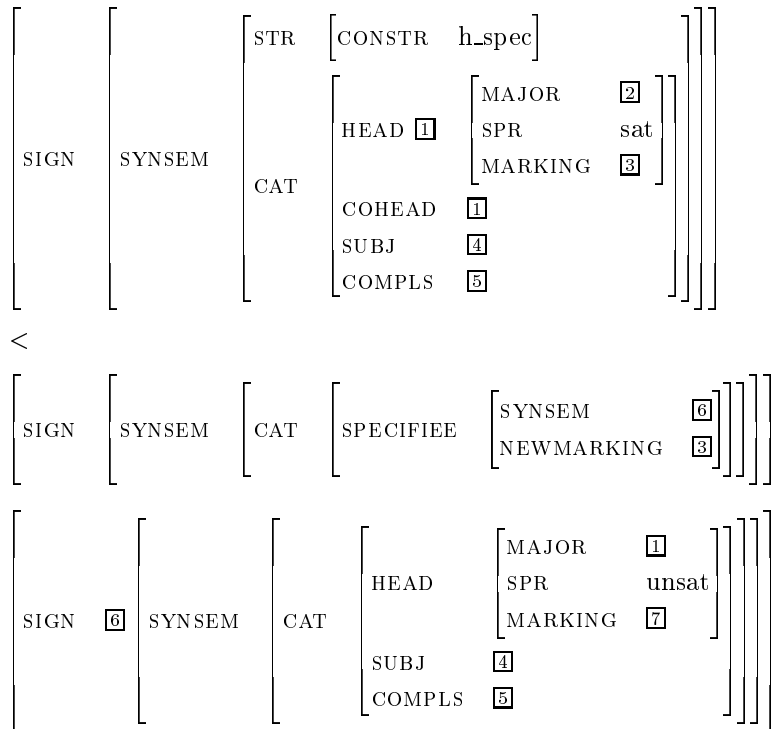 STR CONSTR h_spec
MAJOR 2
HEAD 1 SPR sat
MARKING 3
SIGN SYNSEM
CAT
COHEAD 1
SUBJ 4
COMPLS 5
<
SYNSEM 6
SIGN SYNSEM CAT SPECIFIEE
NEWMARKING 3
MAJOR 1
HEAD SPR unsat
MARKING 7
SIGN 6 SYNSEM CAT
SUBJ 4
COMPLS 5